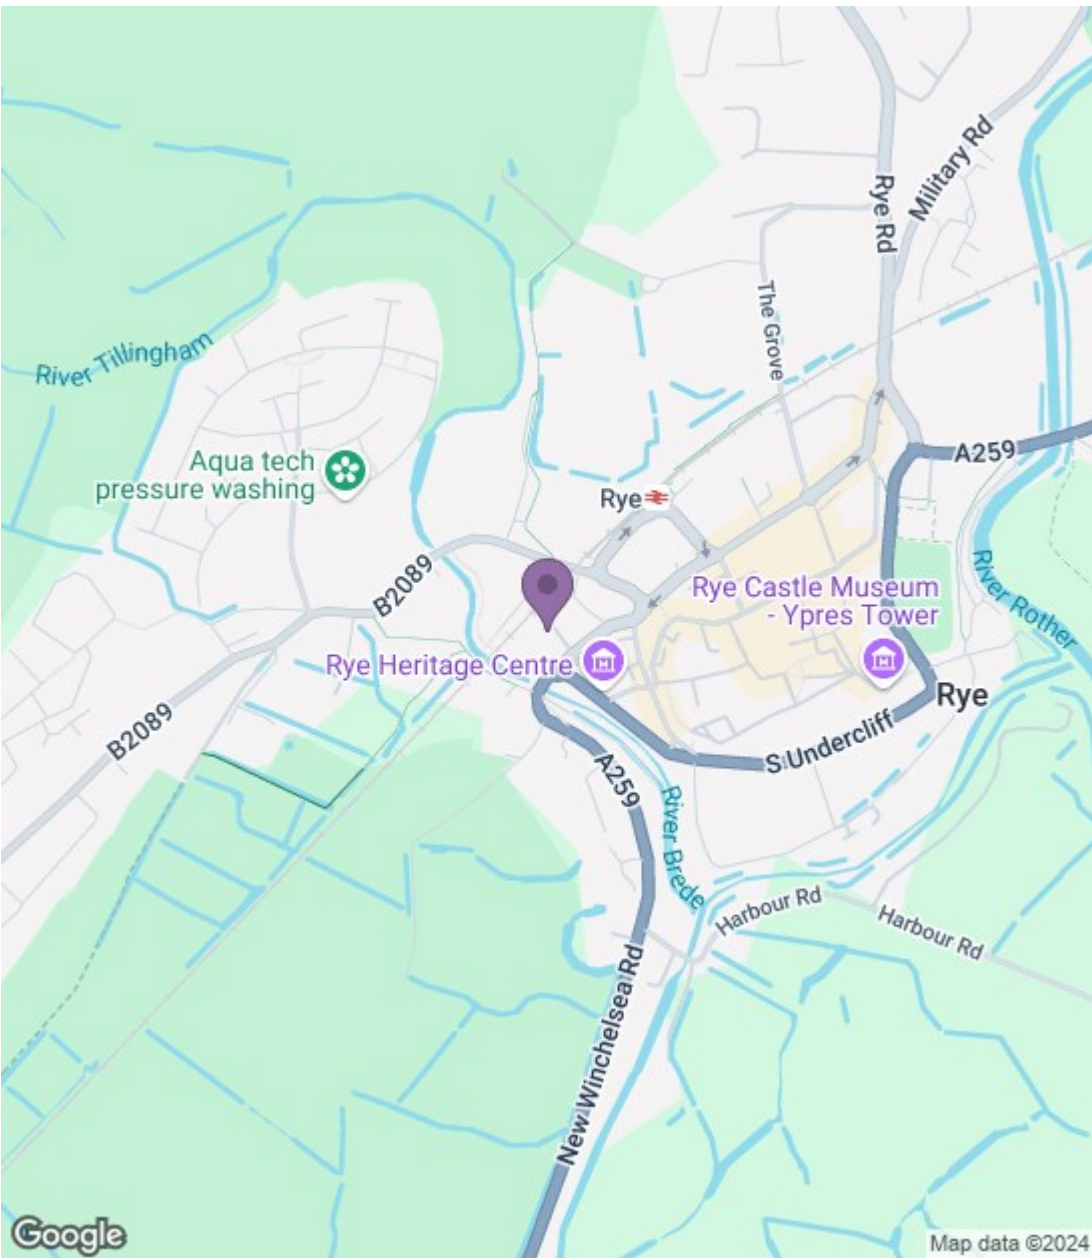 Military Rd
Rye Rd
The Grove
River Tillingham
A259
Aqua tech
pressure washing
Rye
B2089
River Rother
Rye Castle Museum
- Ypres Tower
Rye Heritage Centre
Rye
B2089
S Undercliff
A259
River Brede
Harbour Rd
Harbour Rd
New Winchelsea Rd
Google
Map data ©2024